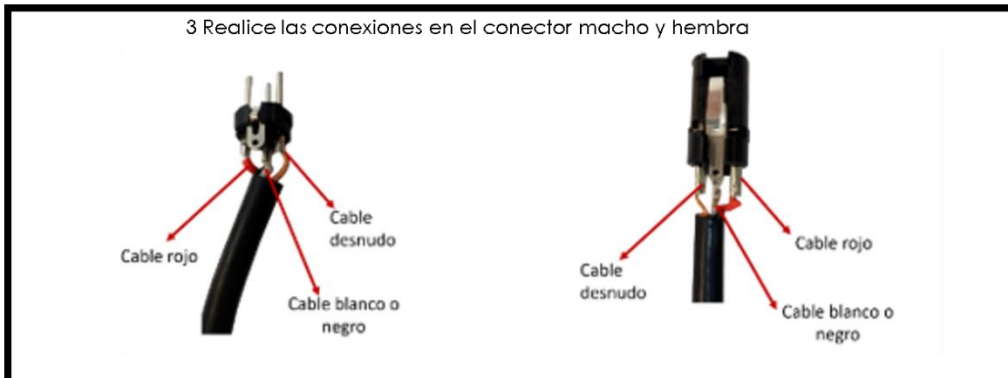 3 Realice las conexiones en el conector macho y hembra
Cable rojo
Cable
desnudo
Cable blanco o
negro
Cable
desnudo
Cable rojo
Cable blanco o
negro